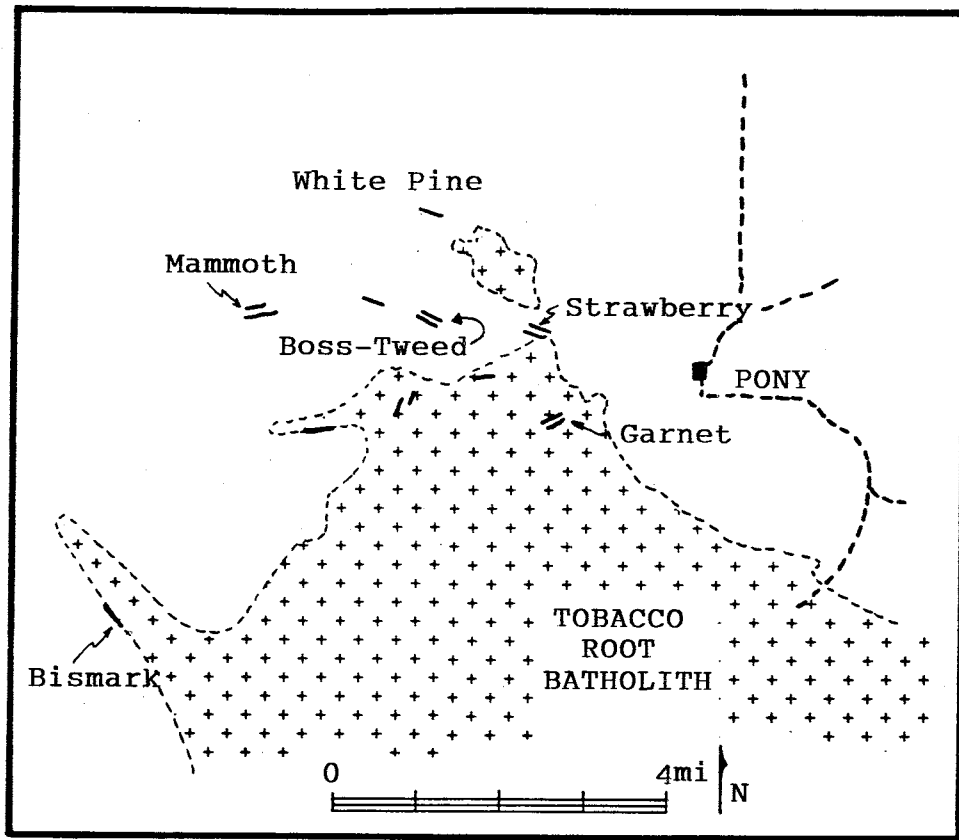 White Pine
Mammoth
Strawberry
Boss-Tweed
PONY
Garnet
TOBACCO
ROOT
BATHOLITH
Bismark
0 4mi
N